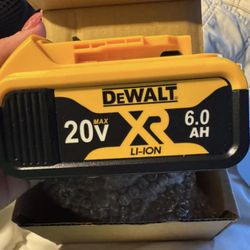 DEWALT
20V MAX XR 6.0 AH
LI-ION